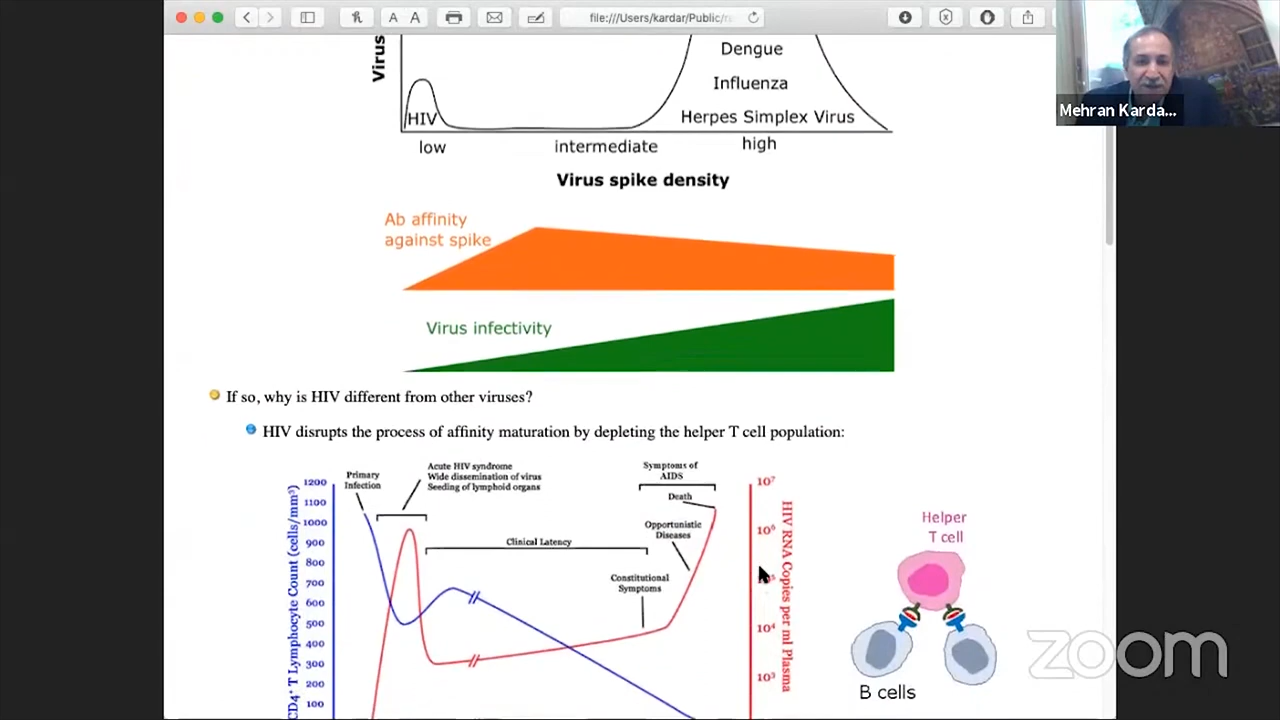 file:///Users/kardar/Public/
Mehran Karda...
Virus
Dengue
Influenza
HIV
Herpes Simplex Virus
low
intermediate
high
Virus spike density
Ab affinity
against spike
Virus infectivity
If so, why is HIV different from other viruses?
HIV disrupts the process of affinity maturation by depleting the helper T cell population:
Primary
Infection
Acute HIV syndrome
Wide dissemination of virus
Seeding of lymphoid organs
Symptoms of
AIDS
Death
Opportunistic
Diseases
Clinical Latency
Constitutional
Symptoms
CD4⁺ T Lymphocyte Count (cells/mm³)
1200
1100
1000
900
800
700
600
500
400
300
200
100
10⁷
10⁶
10⁴
10³
HIV RNA Copies per ml Plasma
Helper
T cell
B cells
zoom